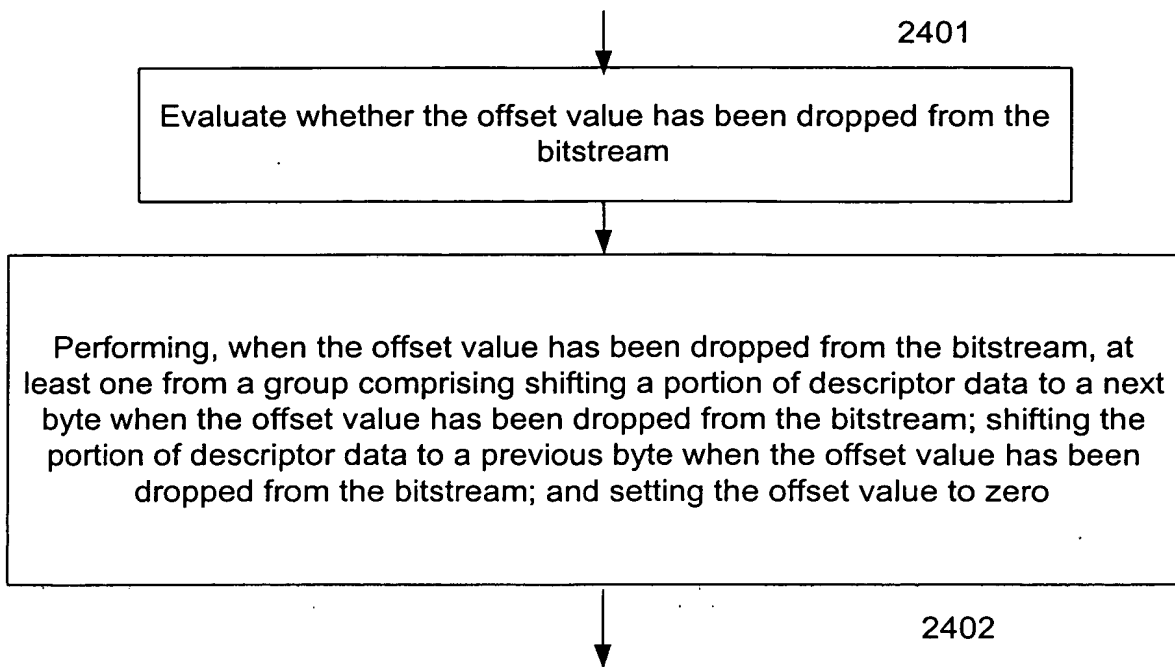 2401
Evaluate whether the offset value has been dropped from the
bitstream
Performing, when the offset value has been dropped from the bitstream, at
least one from a group comprising shifting a portion of descriptor data to a next
byte when the offset value has been dropped from the bitstream; shifting the
portion of descriptor data to a previous byte when the offset value has been
dropped from the bitstream; and setting the offset value to zero
2402